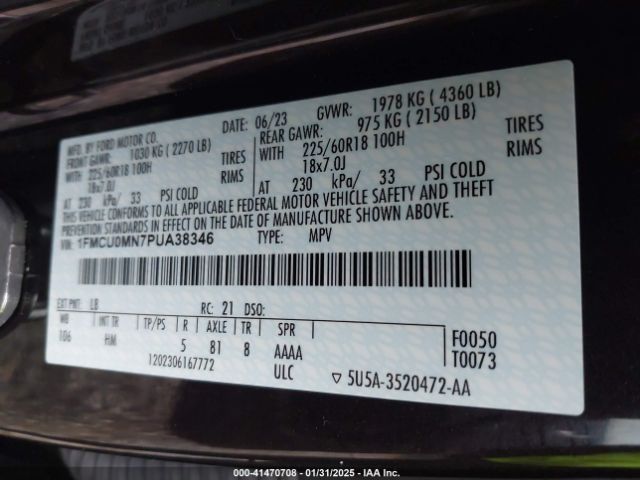 MFD. BY FORD MOTOR CO. DATE: 06/23 GVWR: 1978 KG ( 4360 LB)
FRONT GAWR: 1030 KG ( 2270 LB) REAR GAWR: 975 KG ( 2150 LB)
WITH 225/60R18 100H TIRES WITH 225/60R18 100H TIRES
18x7.0J RIMS 18x7.0J RIMS
AT 230 kPa/ 33 PSI COLD AT 230 kPa/ 33 PSI COLD
THIS VEHICLE CONFORMS TO ALL APPLICABLE FEDERAL MOTOR VEHICLE SAFETY AND THEFT
PREVENTION STANDARDS IN EFFECT ON THE DATE OF MANUFACTURE SHOWN ABOVE.
VIN: 1FMCU0MN7PUA38346 TYPE: MPV
EXT PNT: LB RC: 21 DSO:
WB INT TR TP/PS R AXLE TR SPR F0050
106 HM 5 81 8 AAAA T0073
1202306167772 ULC ▽ 5U5A-3520472-AA
00-41470708 - 01/31/2025 - IAA Inc.